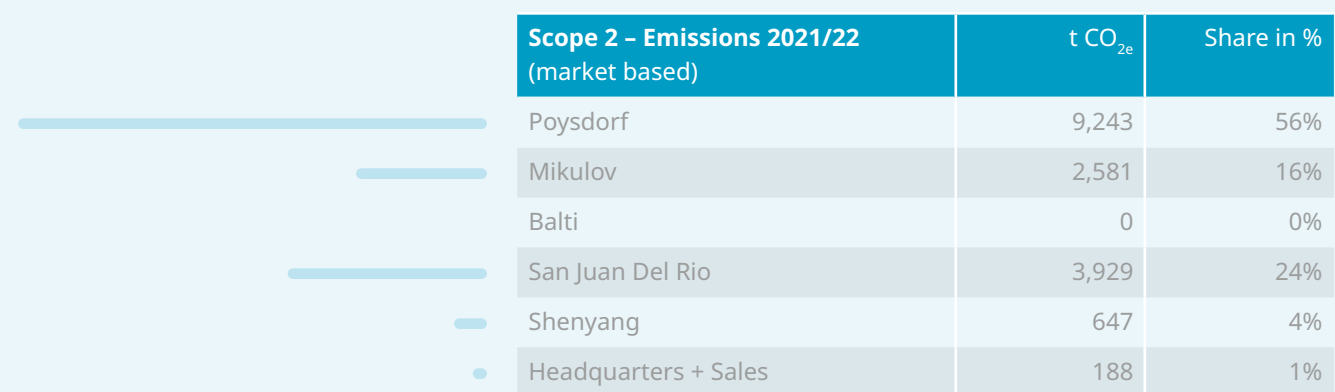 Scope 2 – Emissions 2021/22 t CO2e Share in %
(market based)
Poysdorf 9,243 56%
Mikulov 2,581 16%
Balti 0 0%
San Juan Del Rio 3,929 24%
Shenyang 647 4%
Headquarters + Sales 188 1%